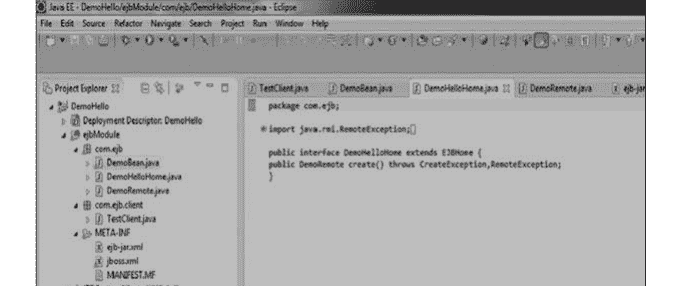 Java EE - DemoHello/ejbModule/com/ejb/DemoHelloHome.java - Eclipse
File Edit Source Refactor Navigate Search Project Run Window Help
Project Explorer
TestClient.java DemoBean.java DemoHelloHome.java DemoRemote.java ejb-jar
DemoHello
Deployment Descriptor: DemoHello
ejbModule
com.ejb
DemoBean.java
DemoHelloHome.java
DemoRemote.java
com.ejb.client
TestClient.java
META-INF
ejb-jar.xml
jboss.xml
MANIFEST.MF
package com.ejb;
import java.rmi.RemoteException;
public interface DemoHelloHome extends EJBHome {
public DemoRemote create() throws CreateException,RemoteException;
}